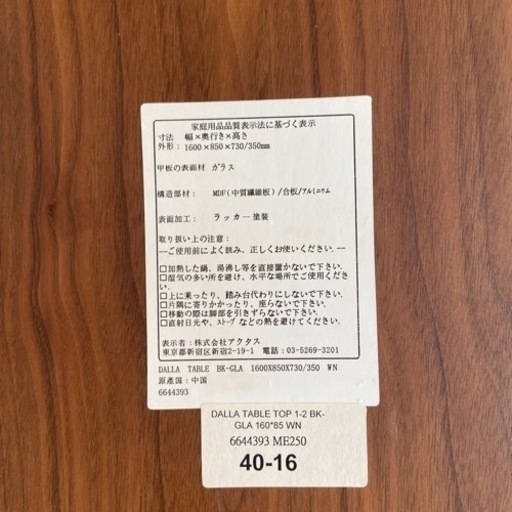 家庭用品品質表示法に基づく表示
寸法　幅×奥行き×高さ
外形：1600×850×730/350mm
甲板の表面材　ガラス
構造部材：　MDF(中質繊維板)/合板/アルミニウム
表面加工：　ラッカー塗装
取り扱い上の注意：
--ご使用前によく読み、正しくお使いください.--
□加熱した鍋、湯沸し等を直接置かないで下さい.
□湿気の多い所を避け、水平な場所でご使用ください.
□上に乗ったり、踏み台代わりにしないで下さい.
□片隅に寄りかかったり、座らないで下さい.
□移動の際は脚部を引きずらないで下さい.
□直射日光や、ストーブなどの熱を避けてください.
表示者：株式会社アクタス
東京都新宿区新宿2-19-1　電話：03-5269-3201
DALLA TABLE BK-GLA 1600X850X730/350 WN
原產国：中国
6644393
DALLA TABLE TOP 1-2 BK-
GLA 160*85 WN
6644393 ME250
40-16